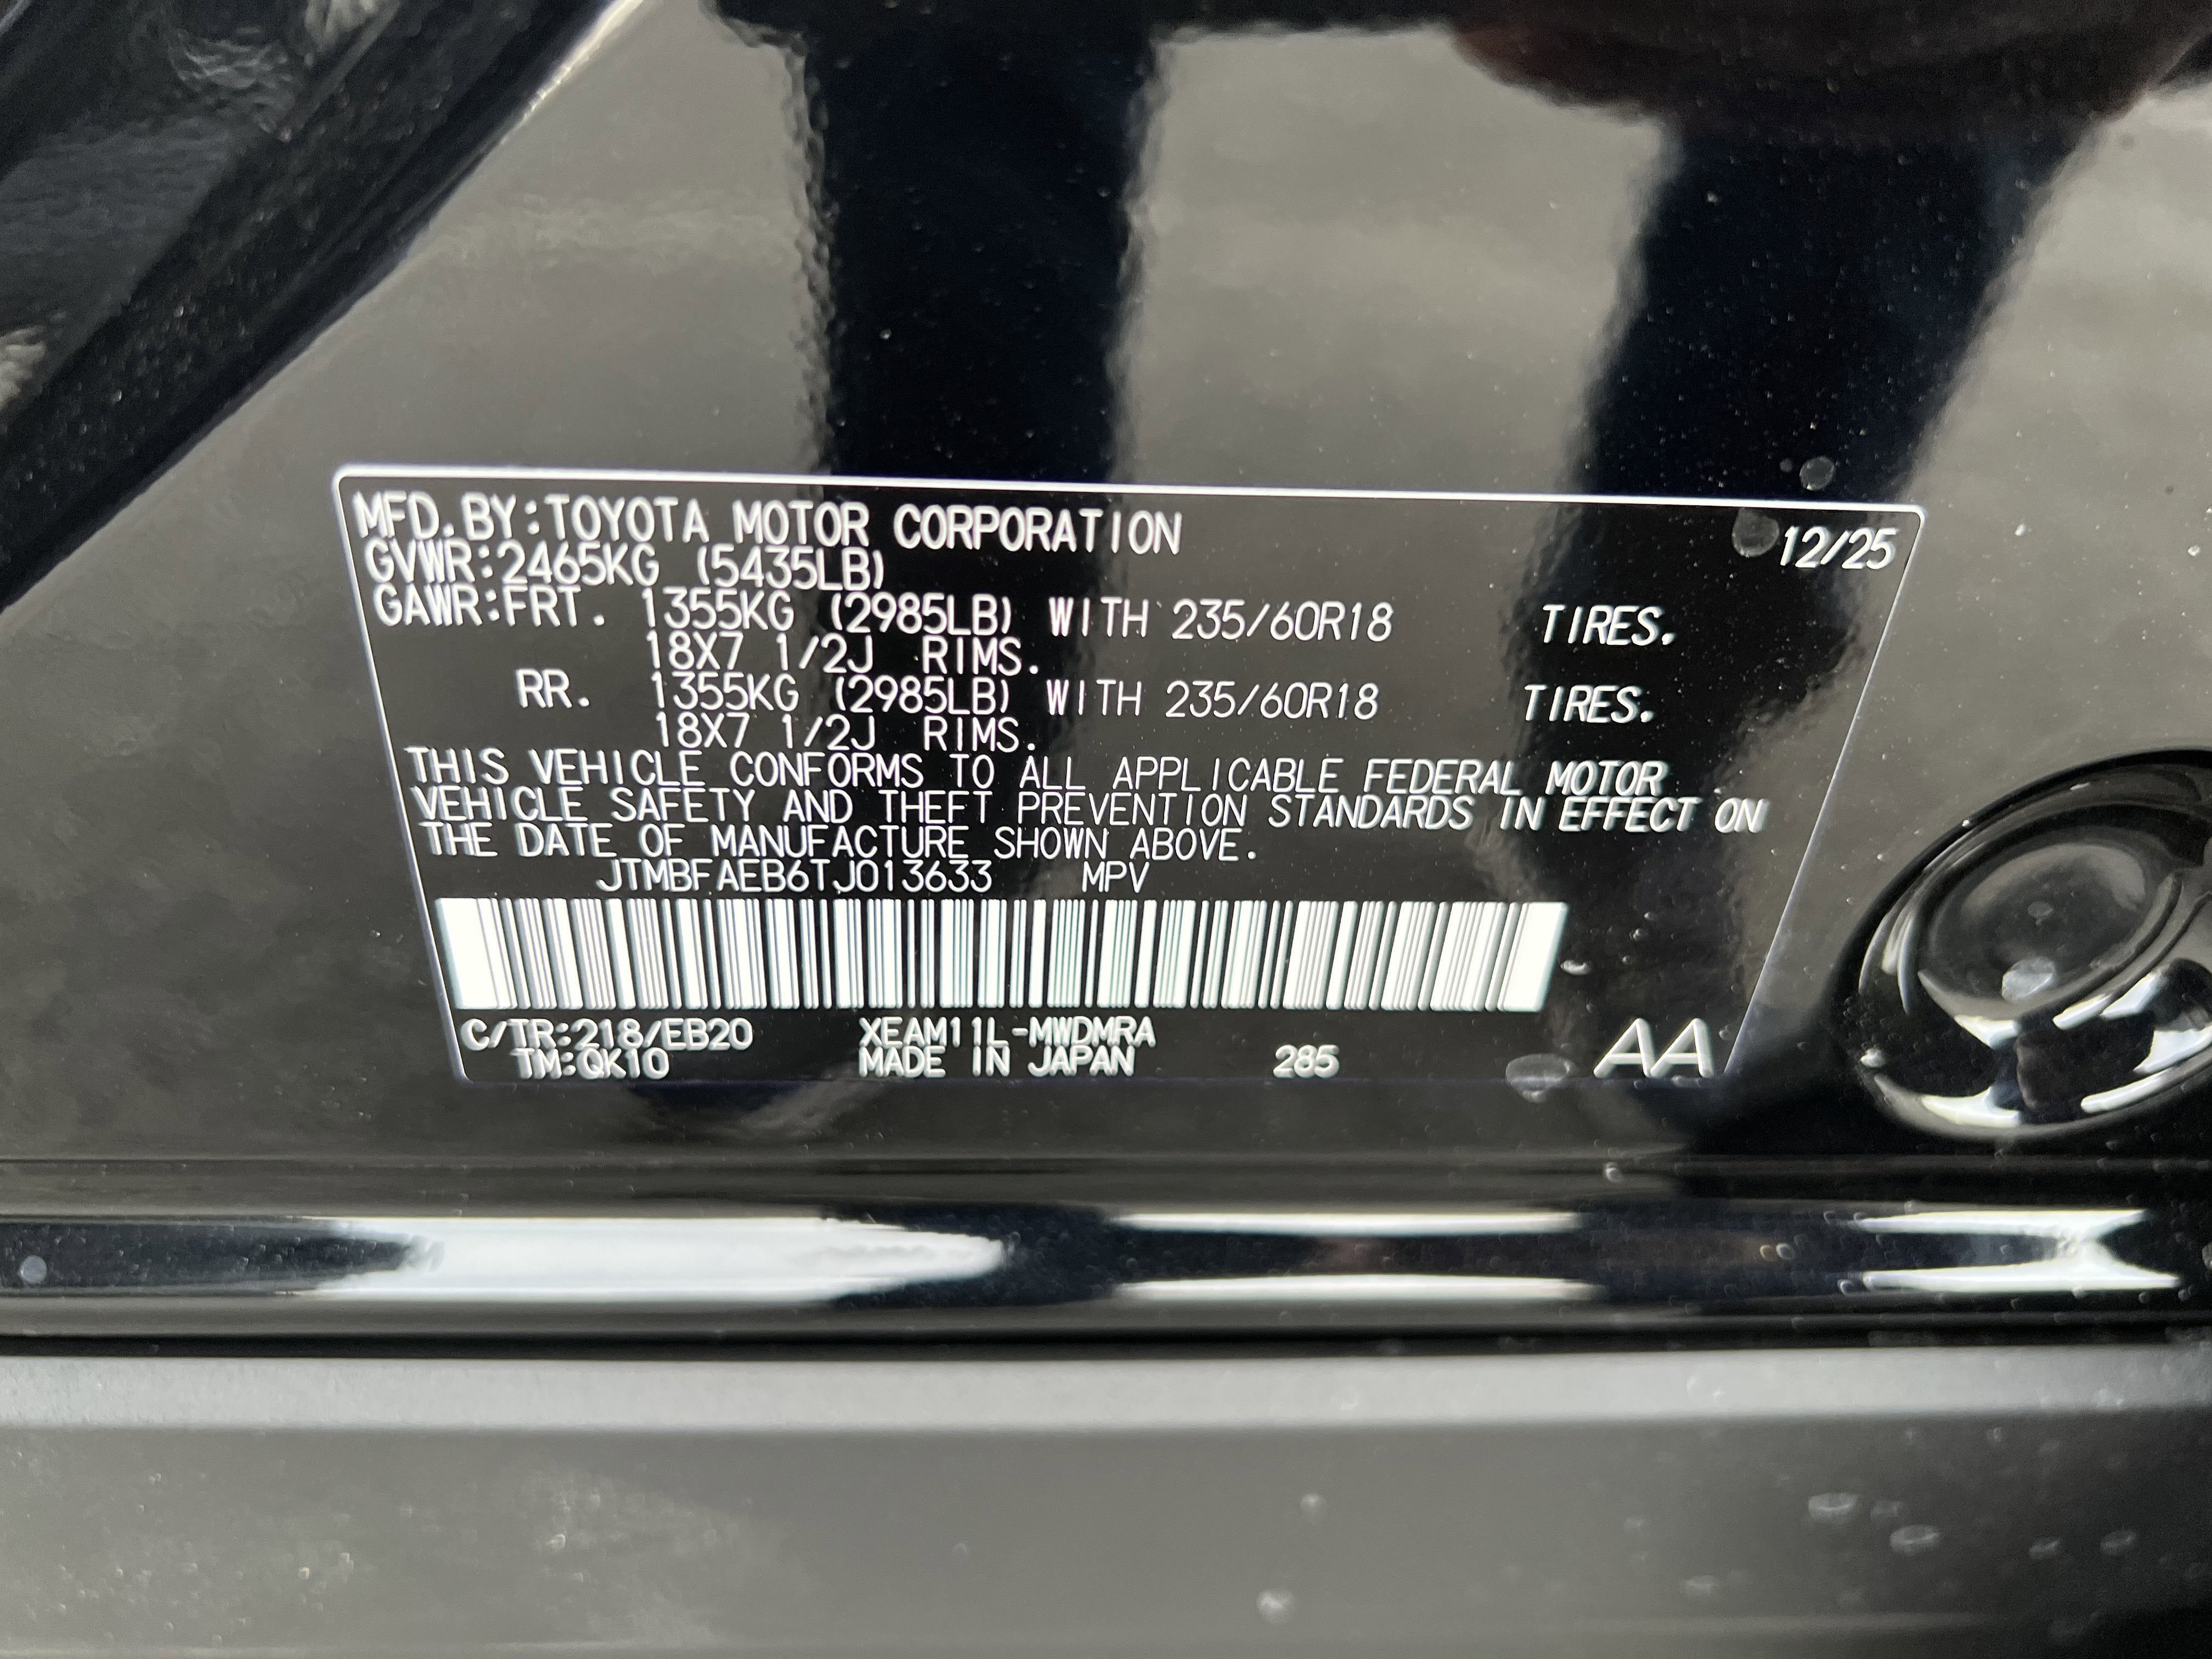 MFD.BY:TOYOTA MOTOR CORPORATION 12/25
GVWR:2465KG (5435LB)
GAWR:FRT. 1355KG (2985LB) WITH 235/60R18 TIRES.
18X7 1/2J RIMS.
RR. 1355KG (2985LB) WITH 235/60R18 TIRES.
18X7 1/2J RIMS.
THIS VEHICLE CONFORMS TO ALL APPLICABLE FEDERAL MOTOR
VEHICLE SAFETY AND THEFT PREVENTION STANDARDS IN EFFECT ON
THE DATE OF MANUFACTURE SHOWN ABOVE.
JTMBFAEB6TJ013633 MPV
C/TR:218/EB20 XEAM11L-MWDMRA
TM:QK10 MADE IN JAPAN 285 AA